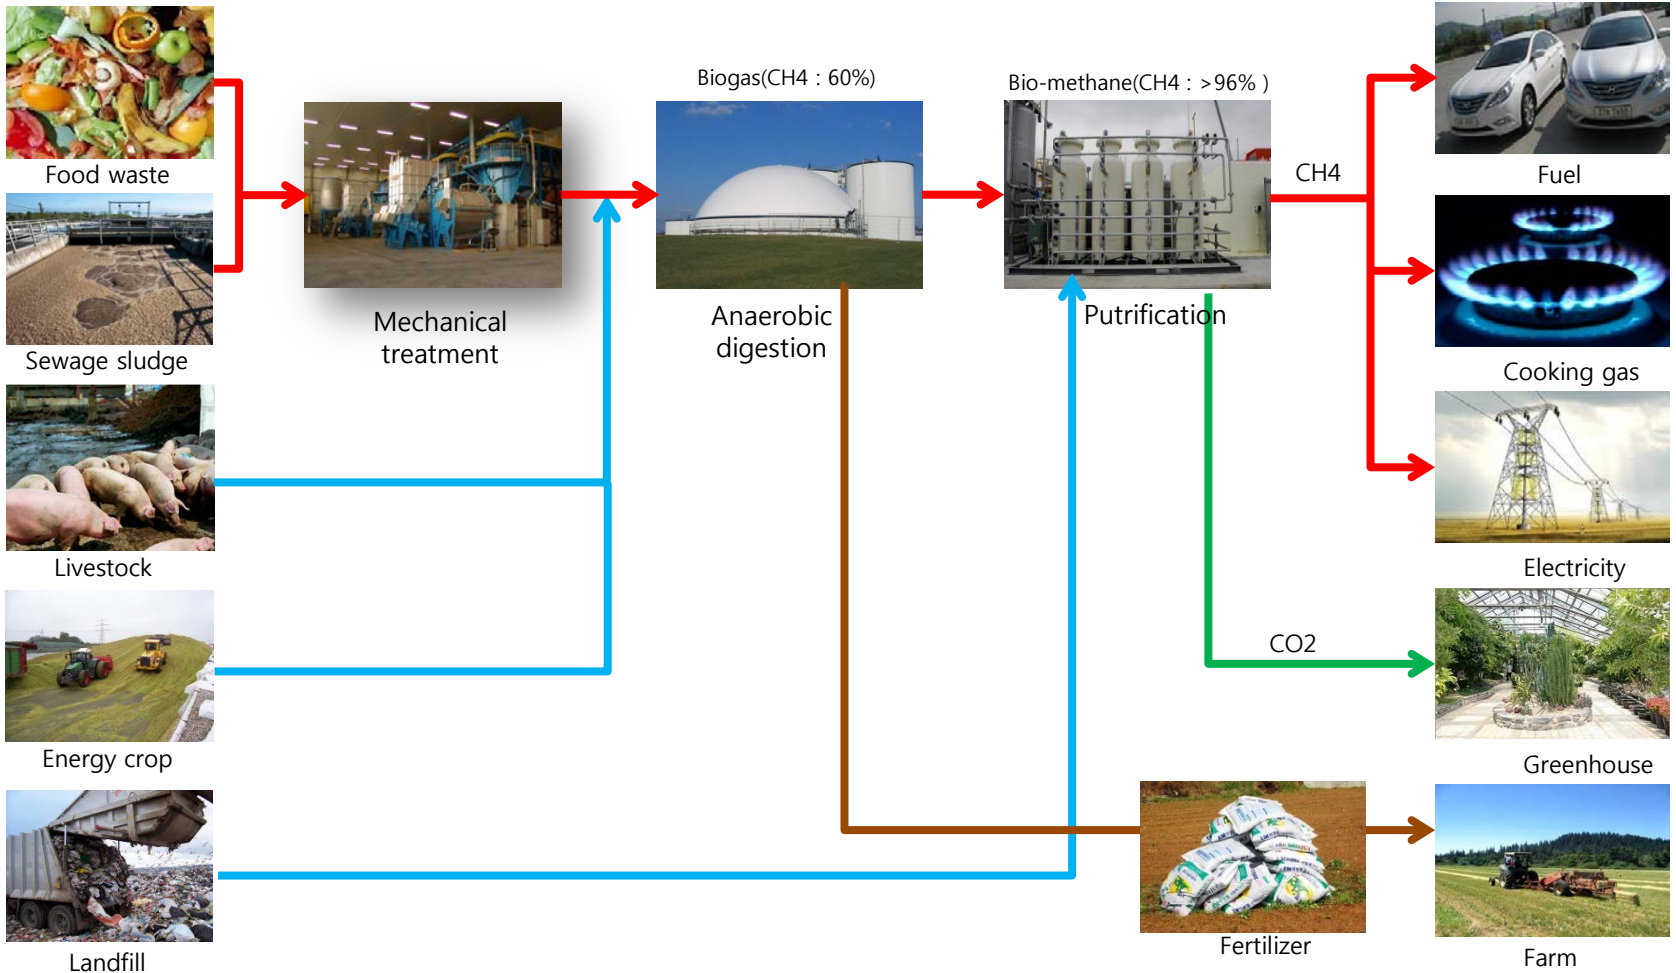 Food waste
Sewage sludge
Livestock
Energy crop
Landfill
Mechanical
treatment
Biogas(CH4 : 60%)
Anaerobic
digestion
Bio-methane(CH4 : >96% )
Putrification
CH4
CO2
Fertilizer
Fuel
Cooking gas
Electricity
Greenhouse
Farm